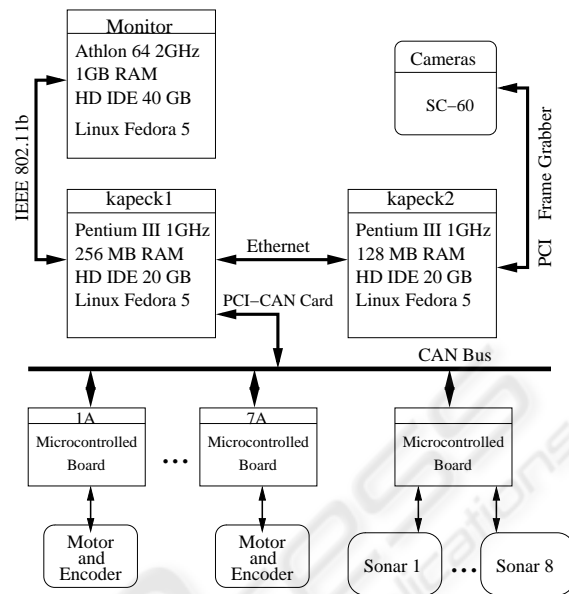 Monitor
Athlon 64 2GHz
1GB RAM
HD IDE 40 GB
Linux Fedora 5
Cameras
SC−60
IEEE 802.11b
PCI Frame Grabber
kapeck1
Pentium III 1GHz
256 MB RAM
HD IDE 20 GB
Linux Fedora 5
Ethernet
kapeck2
Pentium III 1GHz
128 MB RAM
HD IDE 20 GB
Linux Fedora 5
PCI−CAN Card
CAN Bus
1A
Microcontrolled
Board
...
7A
Microcontrolled
Board
Microcontrolled
Board
Motor
and
Encoder
Motor
and
Encoder
Sonar 1
...
Sonar 8